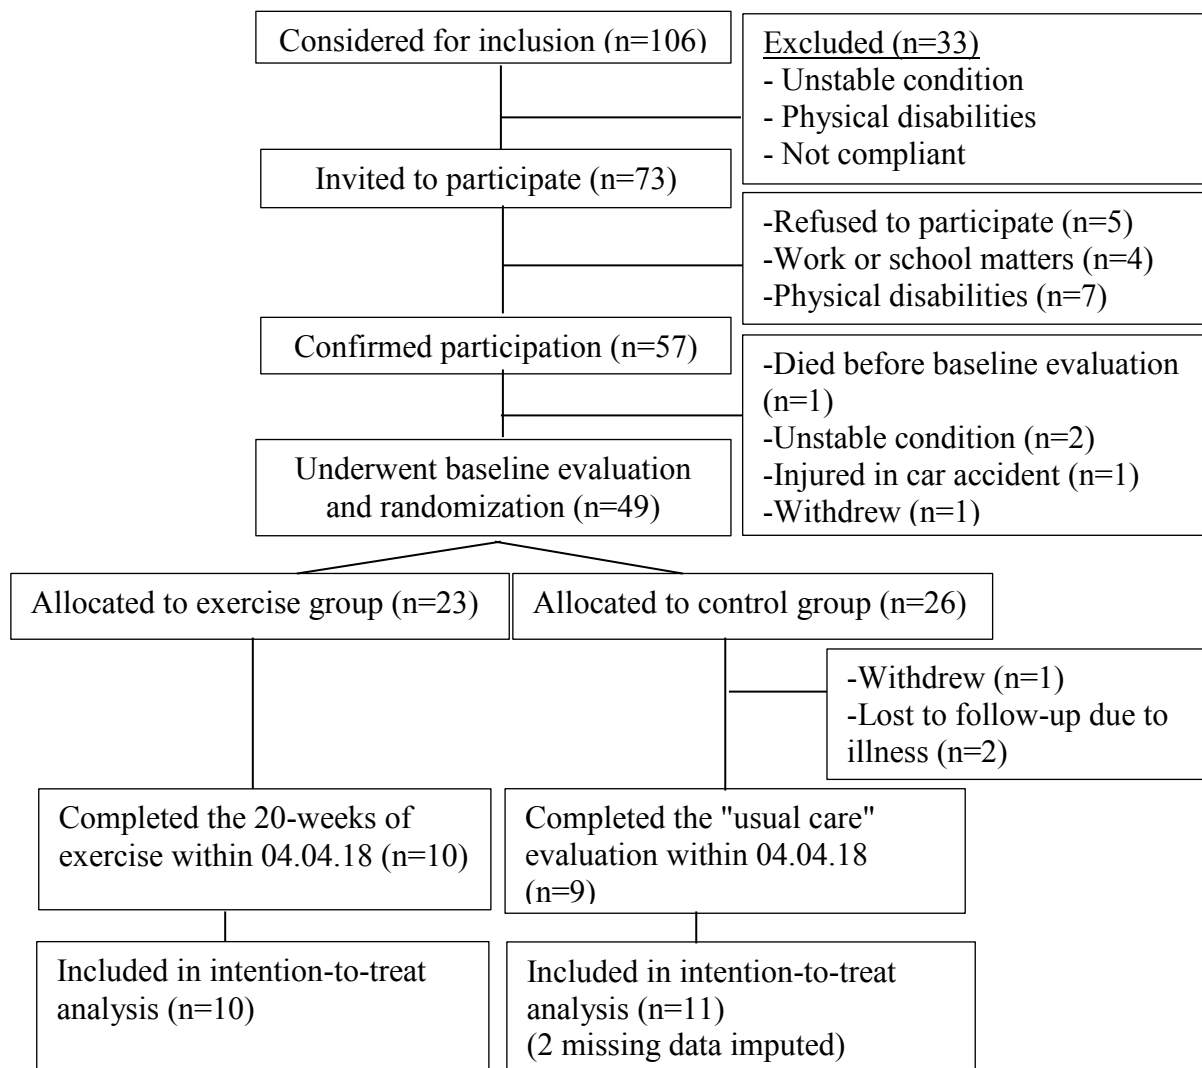 Considered for inclusion (n=106)
Excluded (n=33)
- Unstable condition
- Physical disabilities
- Not compliant
Invited to participate (n=73)
-Refused to participate (n=5)
-Work or school matters (n=4)
-Physical disabilities (n=7)
Confirmed participation (n=57)
-Died before baseline evaluation
(n=1)
-Unstable condition (n=2)
-Injured in car accident (n=1)
-Withdrew (n=1)
Underwent baseline evaluation
and randomization (n=49)
Allocated to exercise group (n=23)
Allocated to control group (n=26)
-Withdrew (n=1)
-Lost to follow-up due to
illness (n=2)
Completed the 20-weeks of
exercise within 04.04.18 (n=10)
Completed the "usual care"
evaluation within 04.04.18
(n=9)
Included in intention-to-treat
analysis (n=10)
Included in intention-to-treat
analysis (n=11)
(2 missing data imputed)